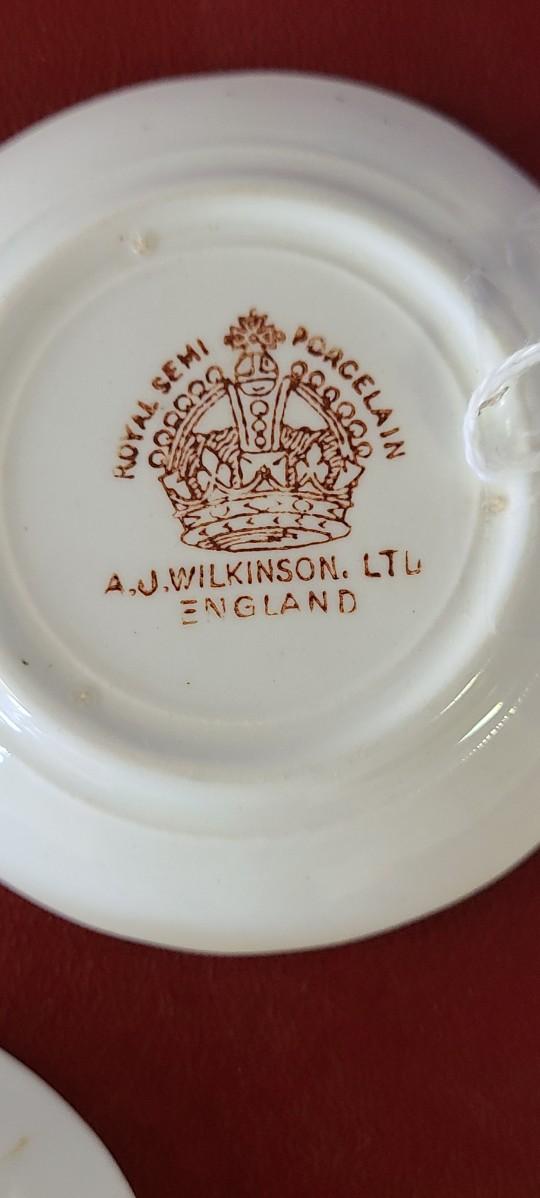 ROYAL SEMI PORCELAIN
A.J. WILKINSON. LTD
ENGLAND